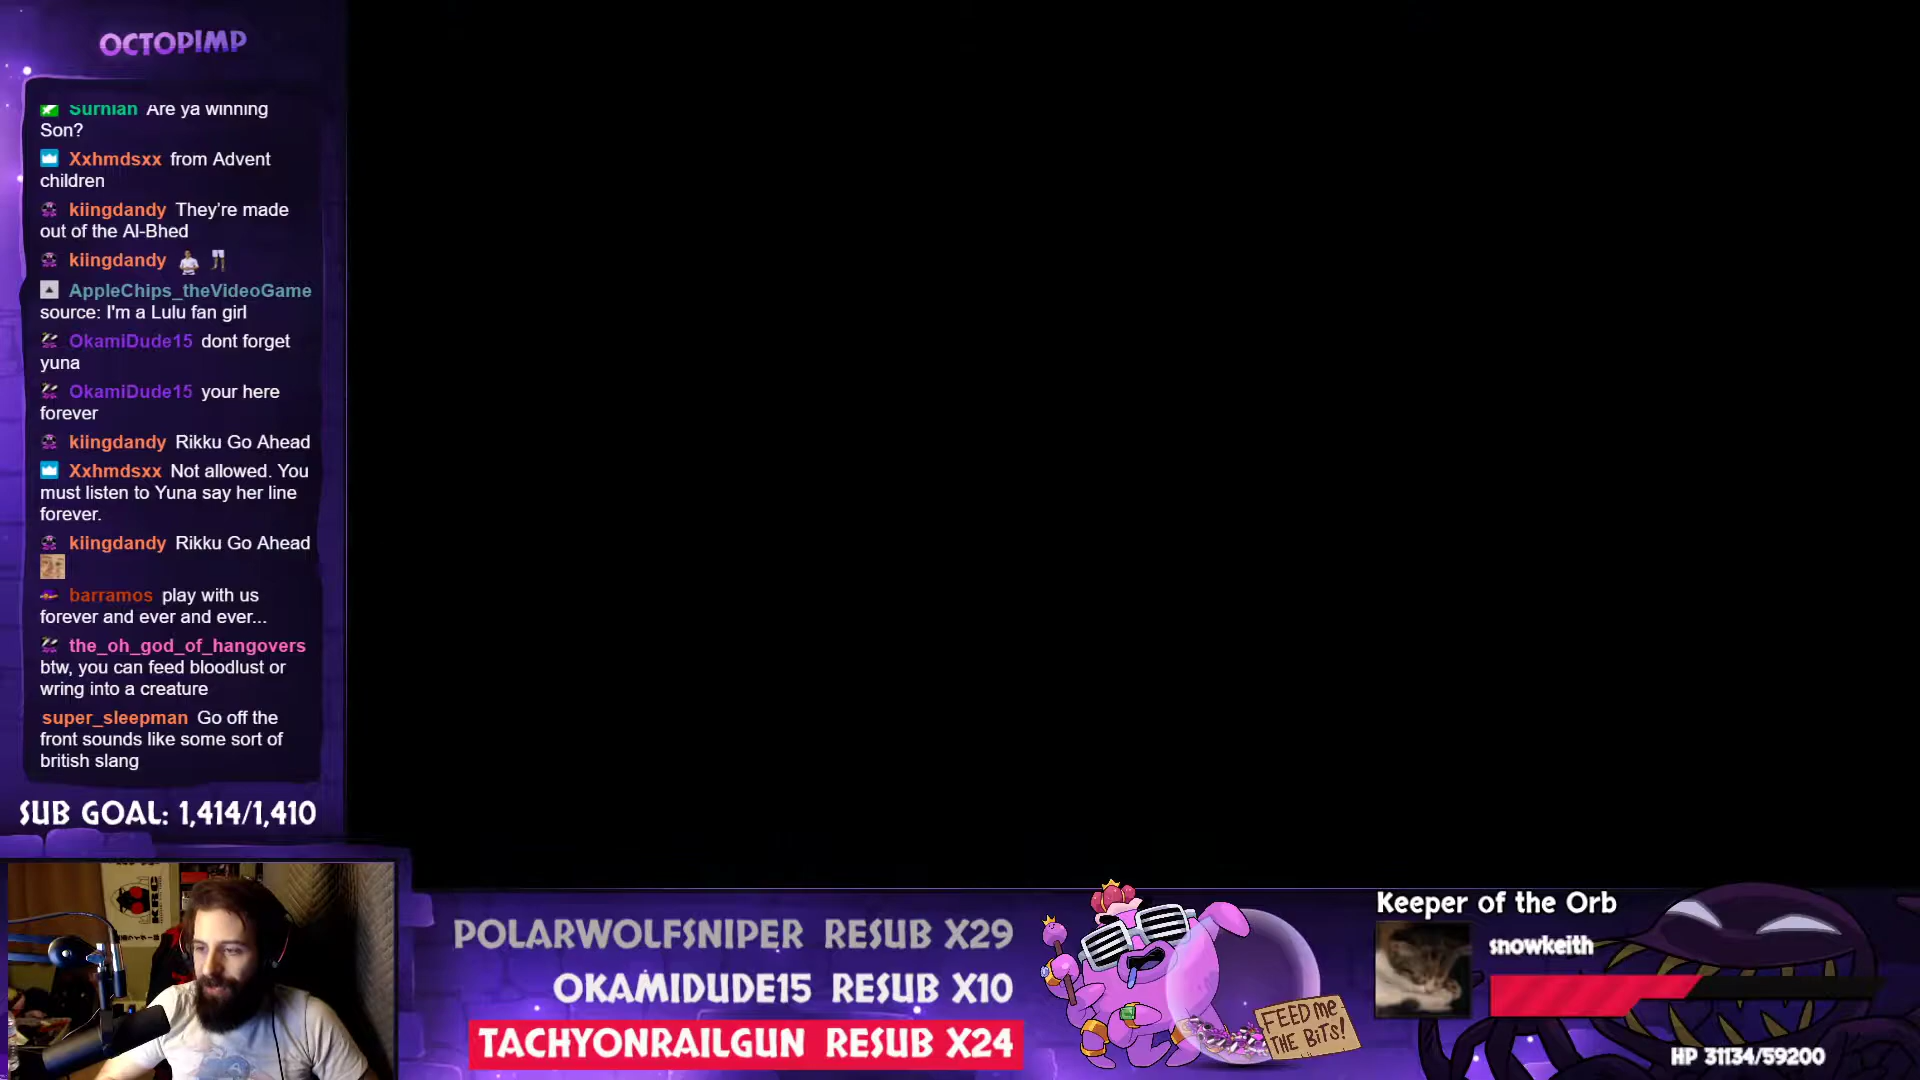 OCTOPIMP
Surnian Are ya winning
Son?
Xxhmdsxx from Advent
children
kiingdandy They're made
out of the Al-Bhed
kiingdandy
AppleChips_theVideoGame
source: I'm a Lulu fan girl
OkamiDude15 dont forget
yuna
OkamiDude15 your here
forever
kiingdandy Rikku Go Ahead
Xxhmdsxx Not allowed. You
must listen to Yuna say her line
forever.
kiingdandy Rikku Go Ahead
barramos play with us
forever and ever and ever...
the_oh_god_of_hangovers
btw, you can feed bloodlust or
wring into a creature
super_sleepman Go off the
front sounds like some sort of
british slang
SUB GOAL: 1,414/1,410
POLARWOLFSNIPER RESUB X29
OKAMIDUDE15 RESUB X10
TACHYONRAILGUN RESUB X24
FEED ME
THE BITS!
Keeper of the Orb
snowkeith
HP 31134/59200